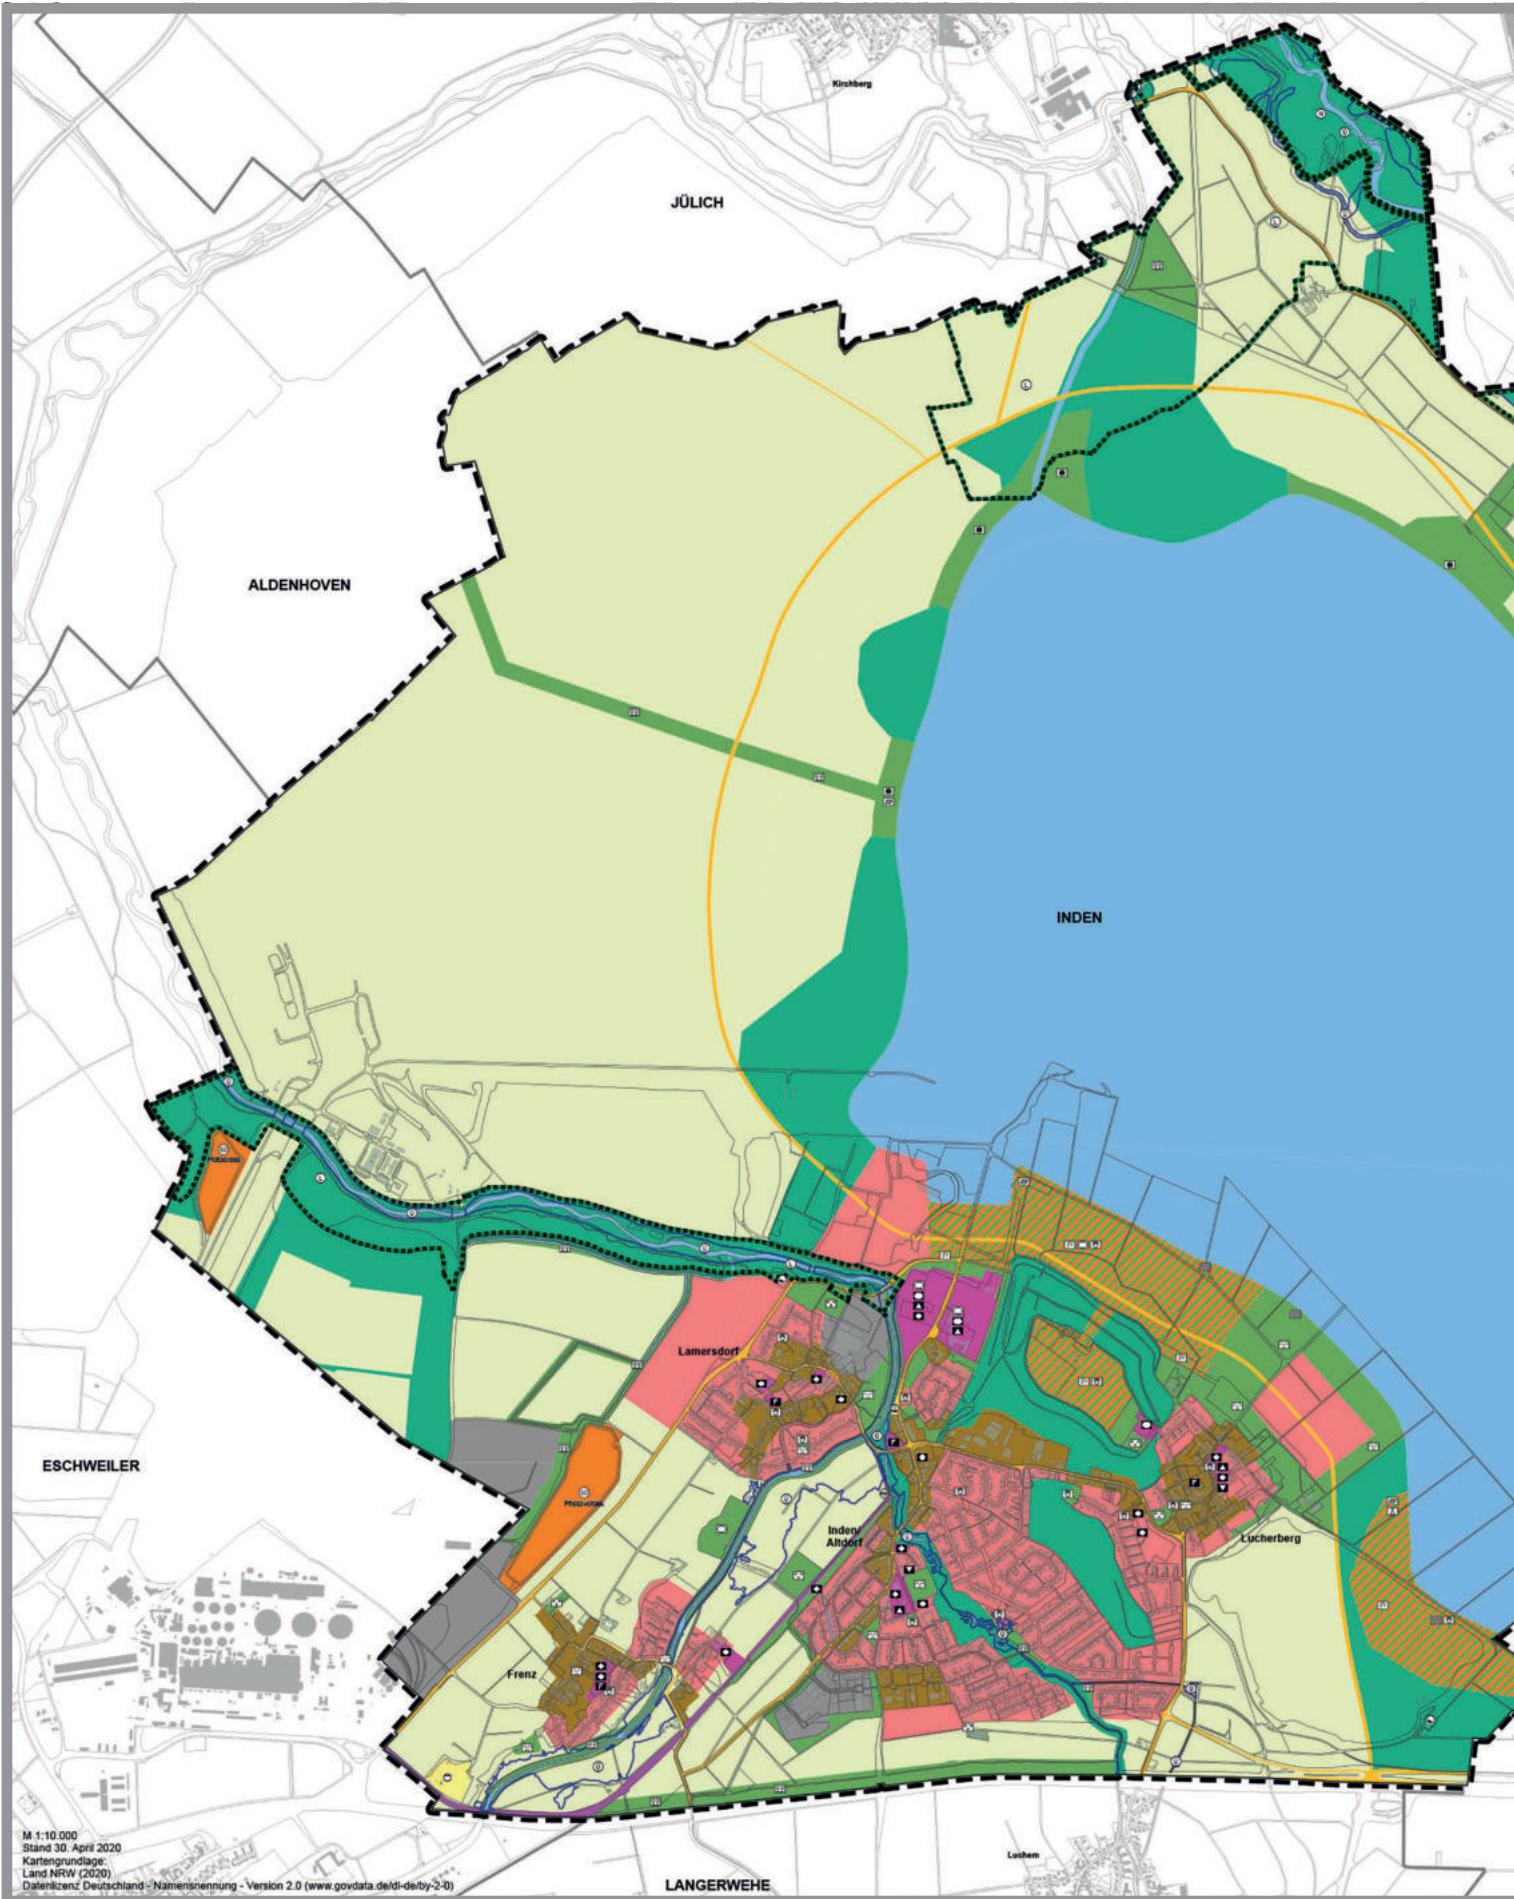 Kirchberg
JÜLICH
ALDENHOVEN
INDEN
Lamersdorf
ESCHWEILER
Photovoltaik
Inden/
Altdorf
Lucherberg
Frenz
M 1:10.000
Stand 30. April 2020
Kartengrundlage:
Land NRW (2020)
Datenlizenz Deutschland - Namensnennung - Version 2.0 (www.govdata.de/dl-de/by-2-0)
Luchem
LANGERWEHE